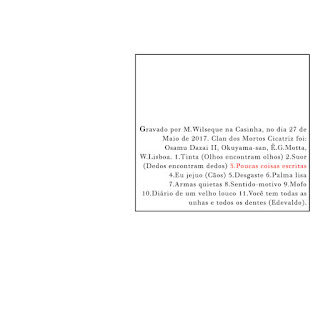 Gravado por M.Wilseque na Casinha, no dia 27 de
Maio de 2017. Clan dos Mortos Cicatriz foi:
Osamu Dazai II, Okuyama-san, Ê.G.Motta,
W.Lisboa. 1.Tinta (Olhos encontram olhos) 2.Suor
(Dedos encontram dedos) 3.Poucas coisas escritas
4.Eu jejuo (Cãos) 5.Desgaste 6.Palma lisa
7.Armas quietas 8.Sentido-motivo 9.Mofo
10.Diário de um velho louco 11.Você tem todas as
unhas e todos os dentes (Edevaldo).